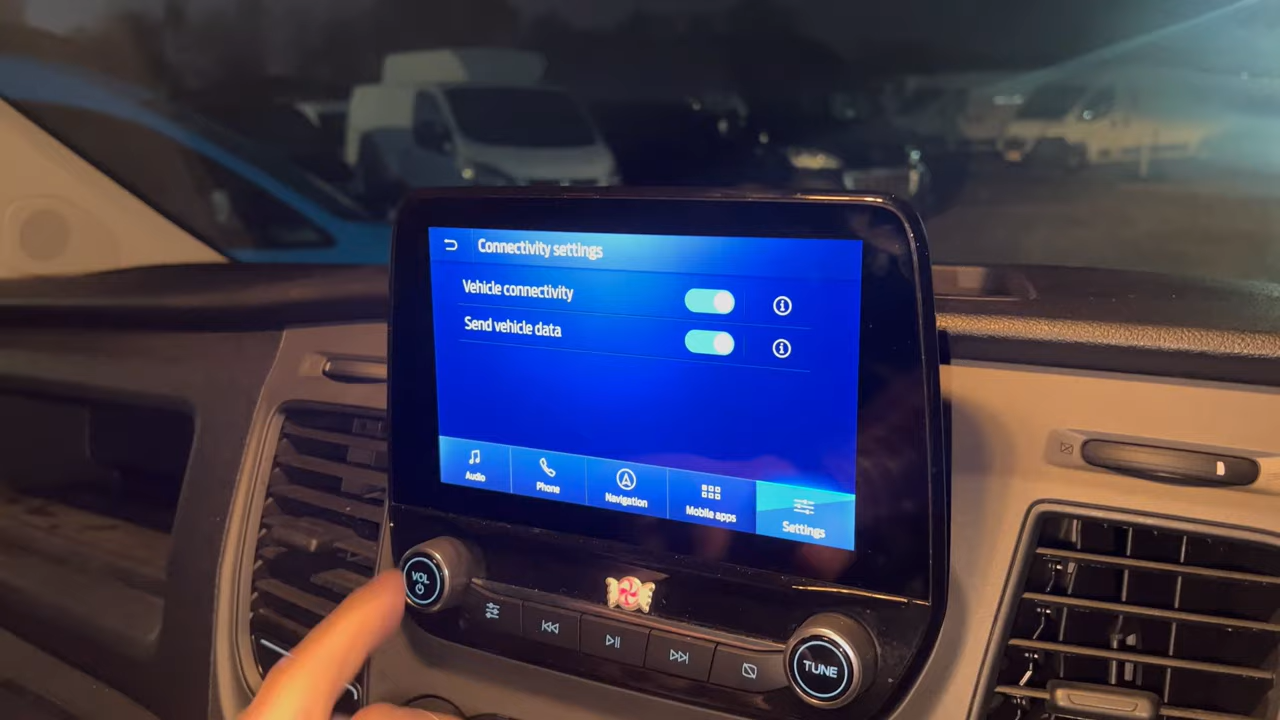 Connectivity settings
Vehicle connectivity
Send vehicle data
Audio
Phone
Navigation
Mobile apps
Settings
VOL
TUNE